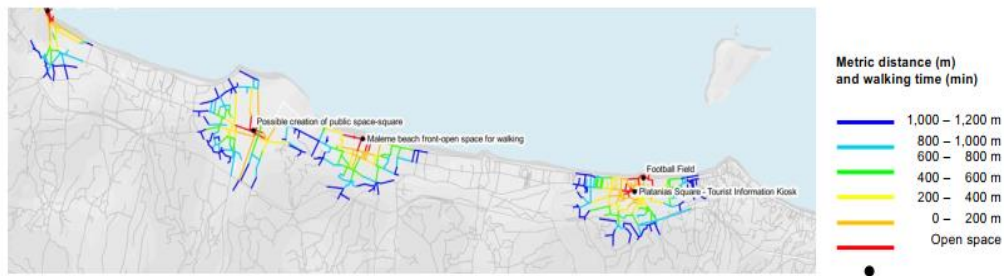 Possible creation of public space-square
Maleme beach front-open space for walking
Football Field
Platanias Square - Tourist Information Kiosk
Metric distance (m)
and walking time (min)
1,000 – 1,200 m
800 – 1,000 m
600 – 800 m
400 – 600 m
200 – 400 m
0 – 200 m
Open space